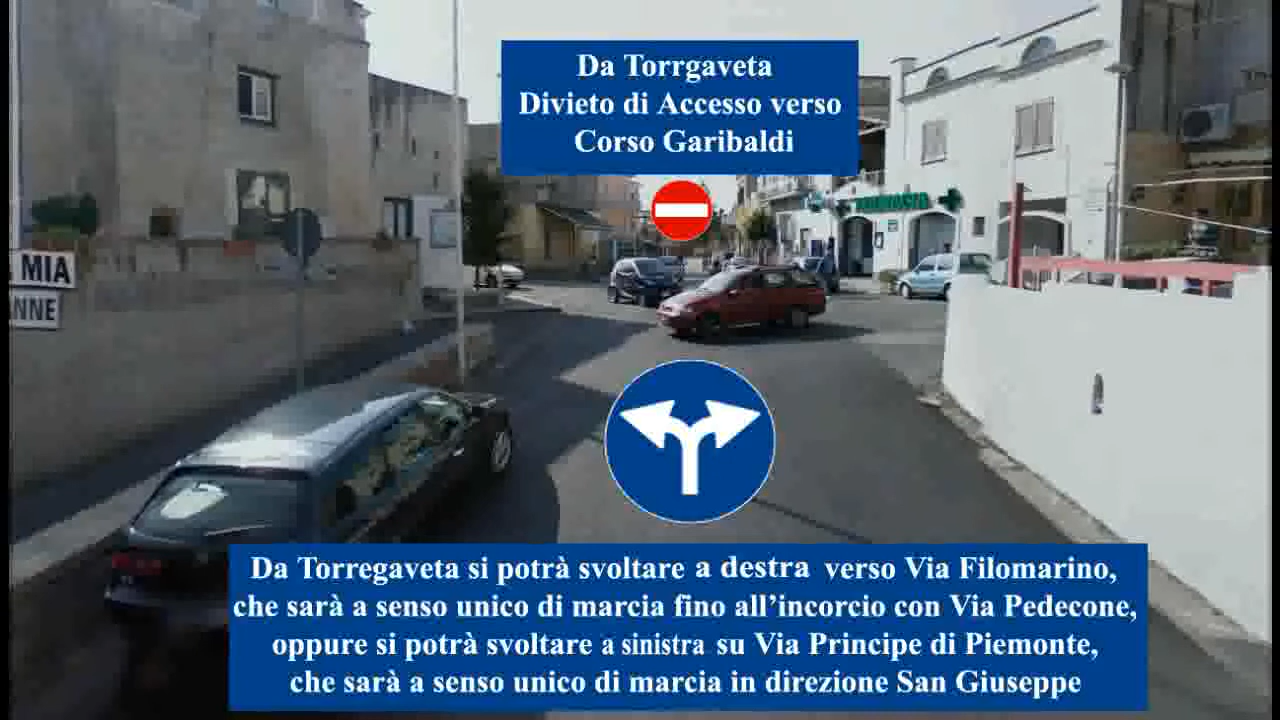 Da Torrgaveta
Divieto di Accesso verso
Corso Garibaldi
MIA
NNE
Da Torregaveta si potrà svoltare a destra verso Via Filomarino,
che sarà a senso unico di marcia fino all’incorcio con Via Pedecone,
oppure si potrà svoltare a sinistra su Via Principe di Piemonte,
che sarà a senso unico di marcia in direzione San Giuseppe